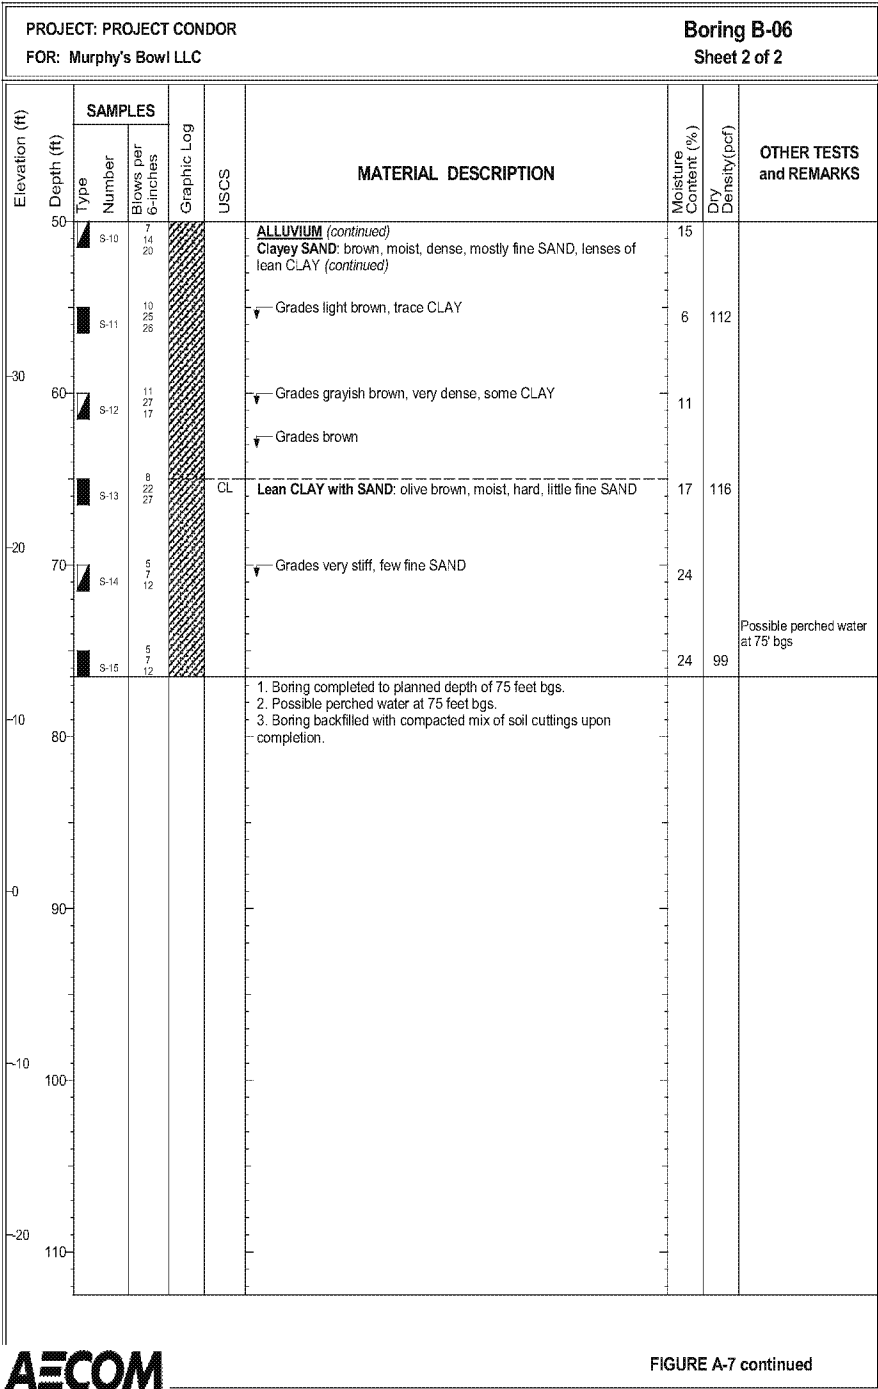 PROJECT: PROJECT CONDOR
FOR: Murphy's Bowl LLC
Boring B-06
Sheet 2 of 2
Elevation (ft)
Depth (ft)
SAMPLES
Type
Number
Blows per
6-inches
Graphic Log
USCS
MATERIAL DESCRIPTION
Moisture
Content (%)
Dry
Density(pcf)
OTHER TESTS
and REMARKS
50
S-10
7
14
20
ALLUVIUM (continued)
Clayey SAND: brown, moist, dense, mostly fine SAND, lenses of
lean CLAY (continued)
15
S-11
10
25
26
Grades light brown, trace CLAY
6 112
30
60
S-12
11
27
17
Grades grayish brown, very dense, some CLAY
11
Grades brown
S-13
8
22
27
CL
Lean CLAY with SAND: olive brown, moist, hard, little fine SAND
17 116
20
70
S-14
5
7
12
Grades very stiff, few fine SAND
24
Possible perched water
at 75' bgs
S-15
5
7
12
24 99
1. Boring completed to planned depth of 75 feet bgs.
2. Possible perched water at 75 feet bgs.
3. Boring backfilled with compacted mix of soil cuttings upon
completion.
10
80
0
90
-10
100
-20
110
AECOM
FIGURE A-7 continued